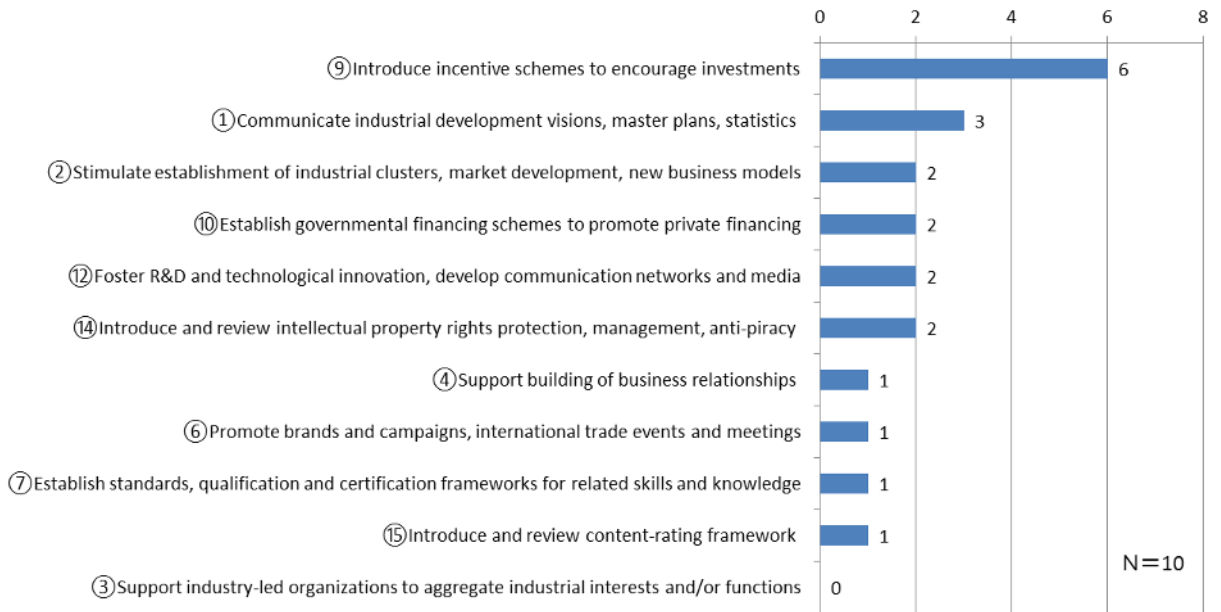 0 2 4 6 8
⑨Introduce incentive schemes to encourage investments 6
①Communicate industrial development visions, master plans, statistics 3
②Stimulate establishment of industrial clusters, market development, new business models 2
⑩Establish governmental financing schemes to promote private financing 2
⑫Foster R&D and technological innovation, develop communication networks and media 2
⑭Introduce and review intellectual property rights protection, management, anti-piracy 2
④Support building of business relationships 1
⑥Promote brands and campaigns, international trade events and meetings 1
⑦Establish standards, qualification and certification frameworks for related skills and knowledge 1
⑮Introduce and review content-rating framework 1
N=10
③Support industry-led organizations to aggregate industrial interests and/or functions 0